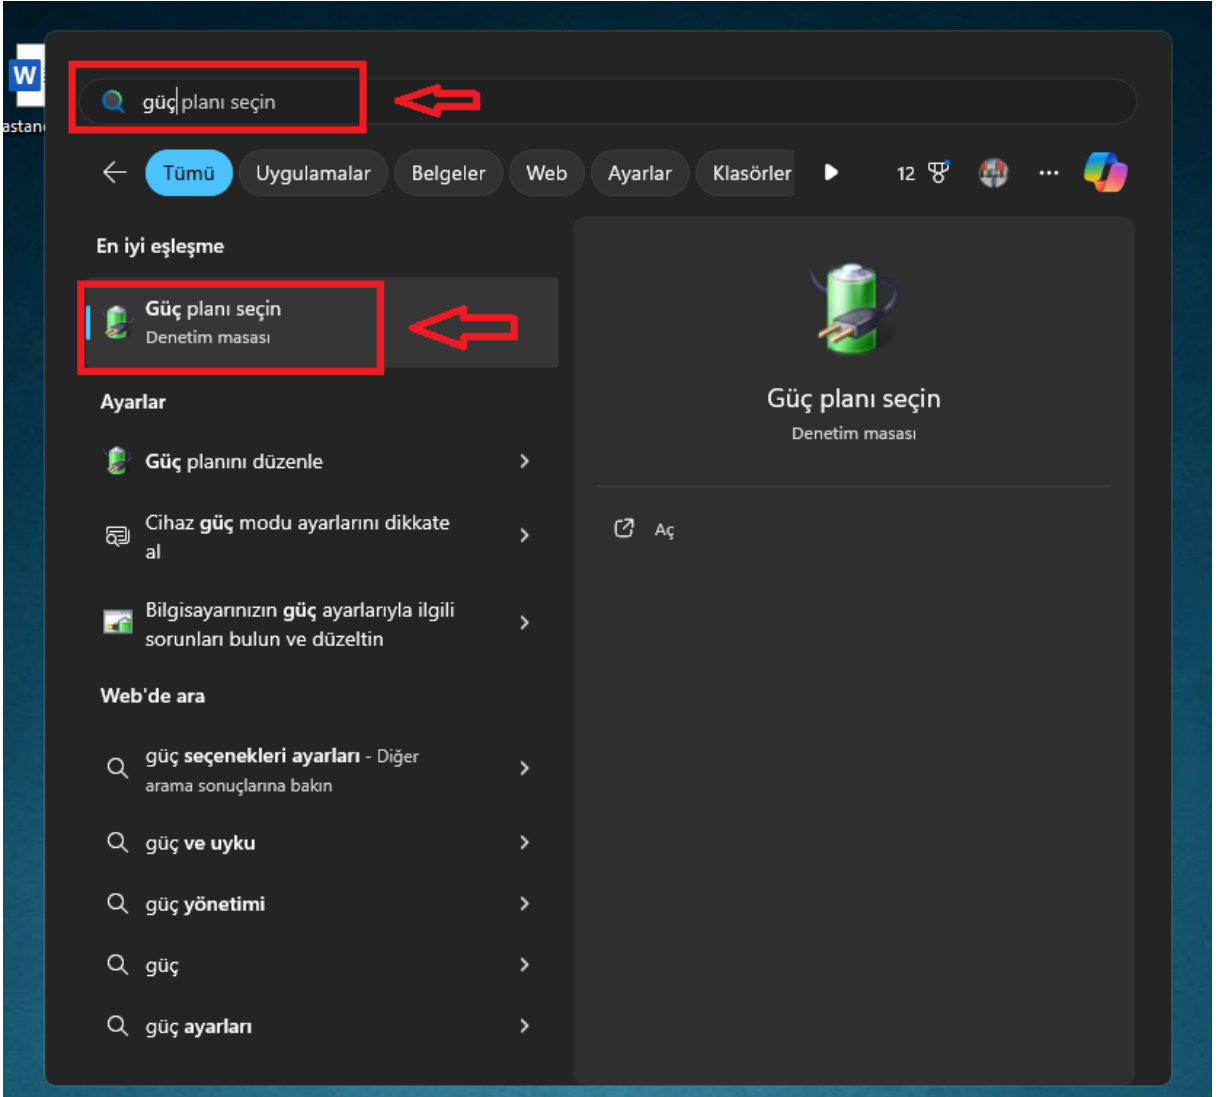 W
astan
güç planı seçin
Tümü
Uygulamalar
Belgeler
Web
Ayarlar
Klasörler
12
En iyi eşleşme
Güç planı seçin
Denetim masası
Ayarlar
Güç planını düzenle
Cihaz güç modu ayarlarını dikkate
al
Bilgisayarınızın güç ayarlarıyla ilgili
sorunları bulun ve düzeltin
Web'de ara
güç seçenekleri ayarları - Diğer
arama sonuçlarına bakın
güç ve uyku
güç yönetimi
güç
güç ayarları
Güç planı seçin
Denetim masası
Aç